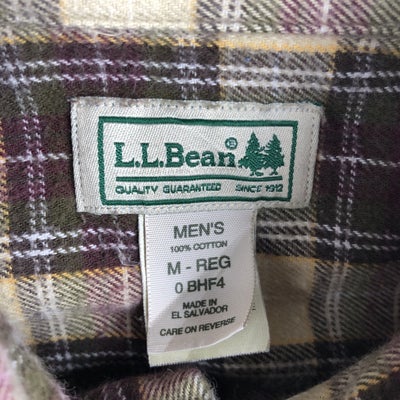 L.L.Bean®
QUALITY GUARANTEED SINCE 1912
MEN'S
100% COTTON
M - REG
0 BHF4
MADE IN
EL SALVADOR
CARE ON REVERSE